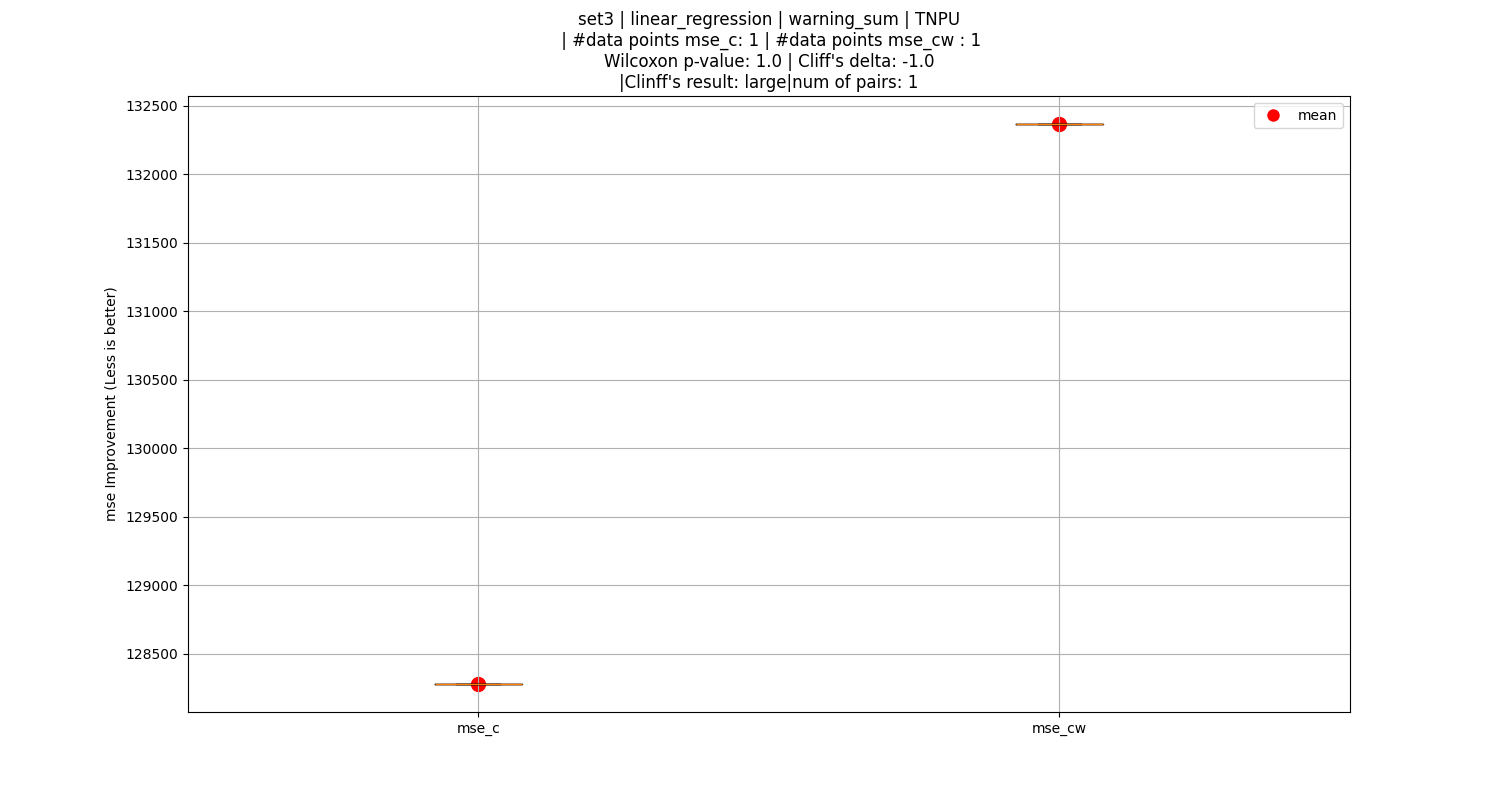 set3 | linear_regression | warning_sum | TNPU
| #data points mse_c: 1 | #data points mse_cw : 1
Wilcoxon p-value: 1.0 | Cliff's delta: -1.0
|Clinff's result: large|num of pairs: 1
mean
mse Improvement (Less is better)
132500
132000
131500
131000
130500
130000
129500
129000
128500
mse_c
mse_cw